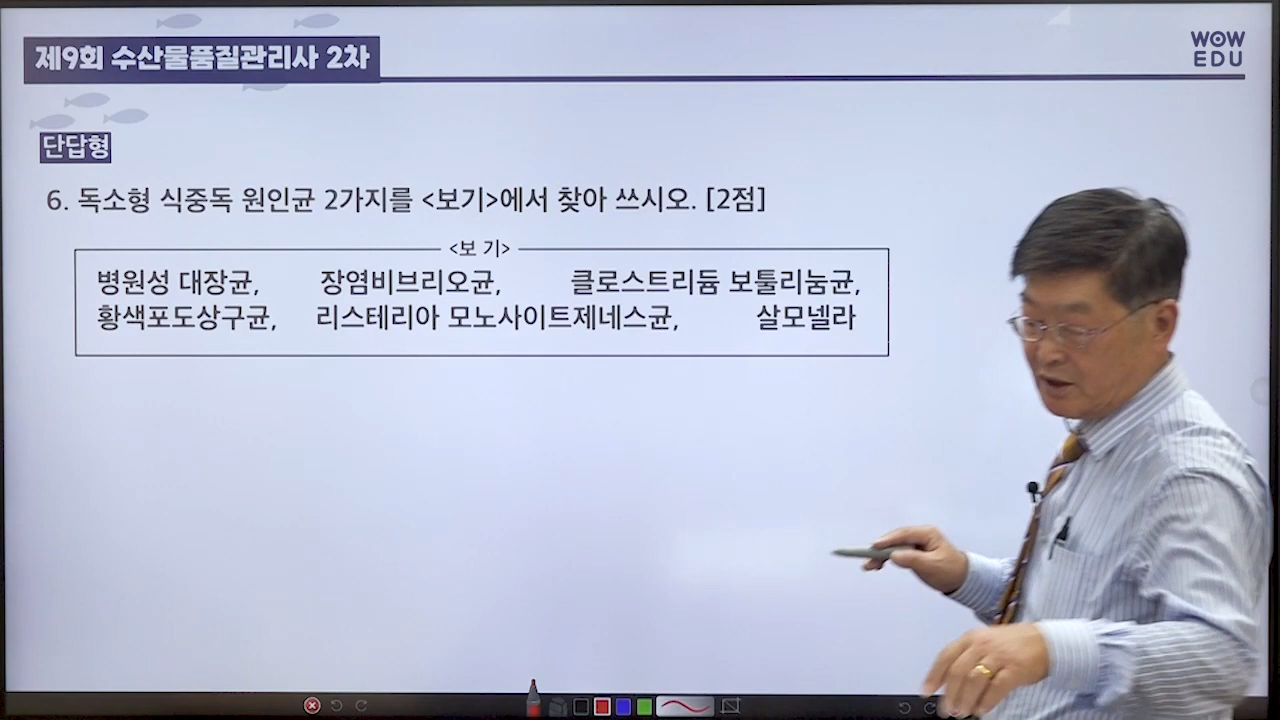 제9회 수산물품질관리사 2차
WOW
EDU
단답형
6. 독소형 식중독 원인균 2가지를 <보기>에서 찾아 쓰시오. [2점]
<보 기>
병원성 대장균, 장염비브리오균, 클로스트리듐 보툴리눔균,
황색포도상구균, 리스테리아 모노사이트제네스균, 살모넬라